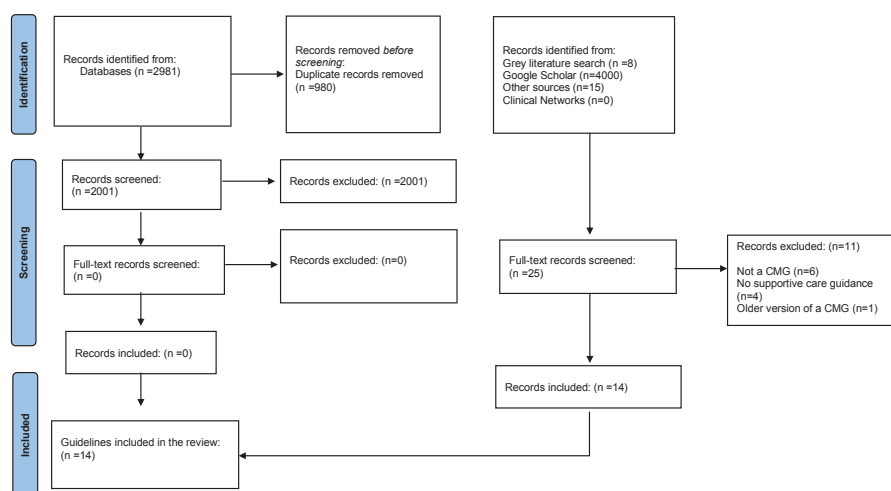 Identification
Records identified from:
Databases (n =2981)
Records removed before
screening:
Duplicate records removed
(n =980)
Records identified from:
Grey literature search (n =8)
Google Scholar (n=4000)
Other sources (n=15)
Clinical Networks (n=0)
Screening
Records screened:
(n =2001)
Records excluded: (n =2001)
Full-text records screened:
(n =0)
Records excluded: (n=0)
Full-text records screened:
(n =25)
Records excluded: (n=11)
Not a CMG (n=6)
No supportive care guidance
(n=4)
Older version of a CMG (n=1)
Records included: (n =0)
Records included: (n =14)
Included
Guidelines included in the review:
(n =14)